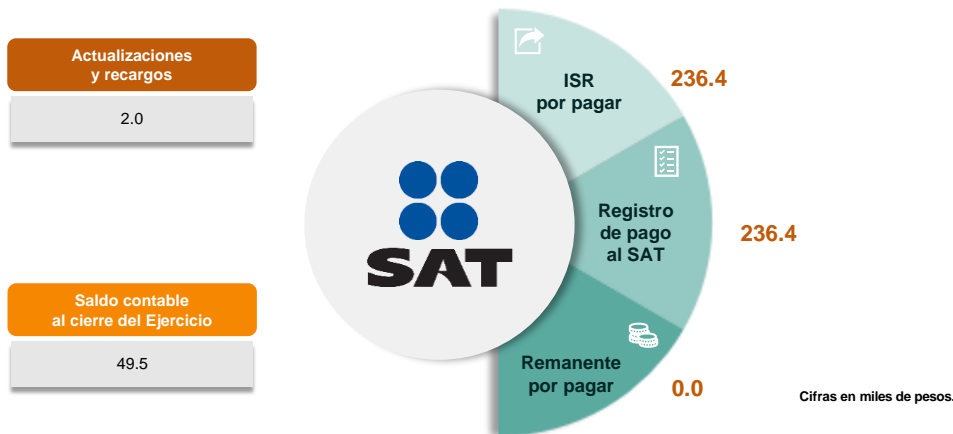 Actualizaciones
y recargos
2.0
Saldo contable
al cierre del Ejercicio
49.5
SAT
ISR
por pagar
236.4
Registro
de pago
al SAT
236.4
Remanente
por pagar
0.0
Cifras en miles de pesos.